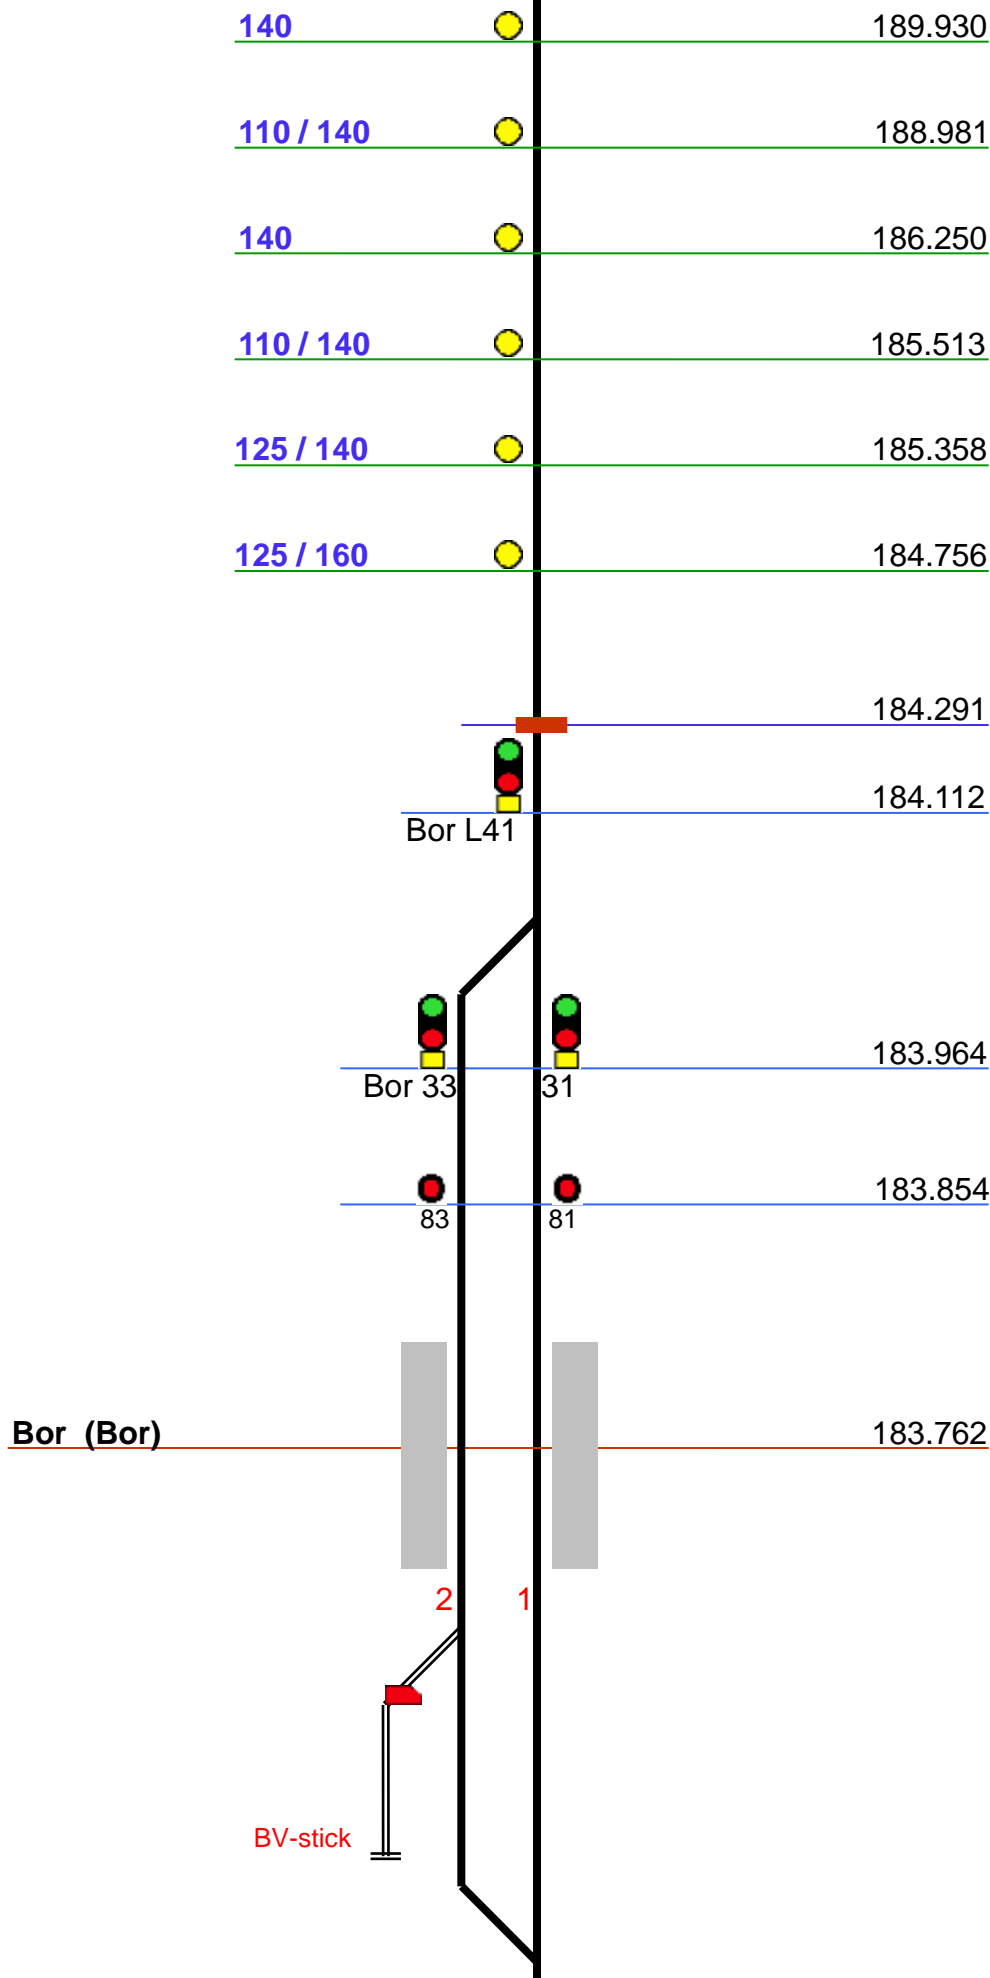 140 189.930
110 / 140 188.981
140 186.250
110 / 140 185.513
125 / 140 185.358
125 / 160 184.756
184.291
184.112
Bor L41
183.964
Bor 33 31
183.854
83 81
Bor (Bor) 183.762
2 1
BV-stick